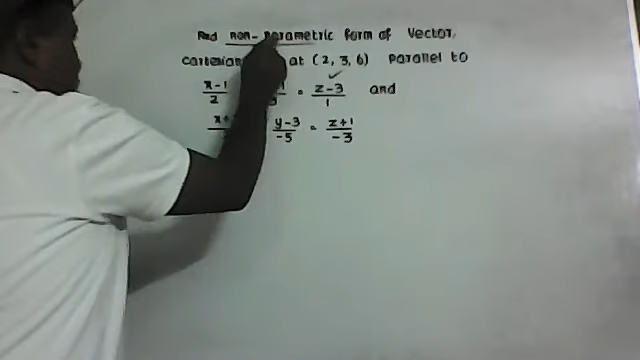 Find non-parametric form of Vector,
cartesian at (2, 3, 6) Parallel to
x-1/2 = z-3/1 and
y-3/-5 = z+1/-3